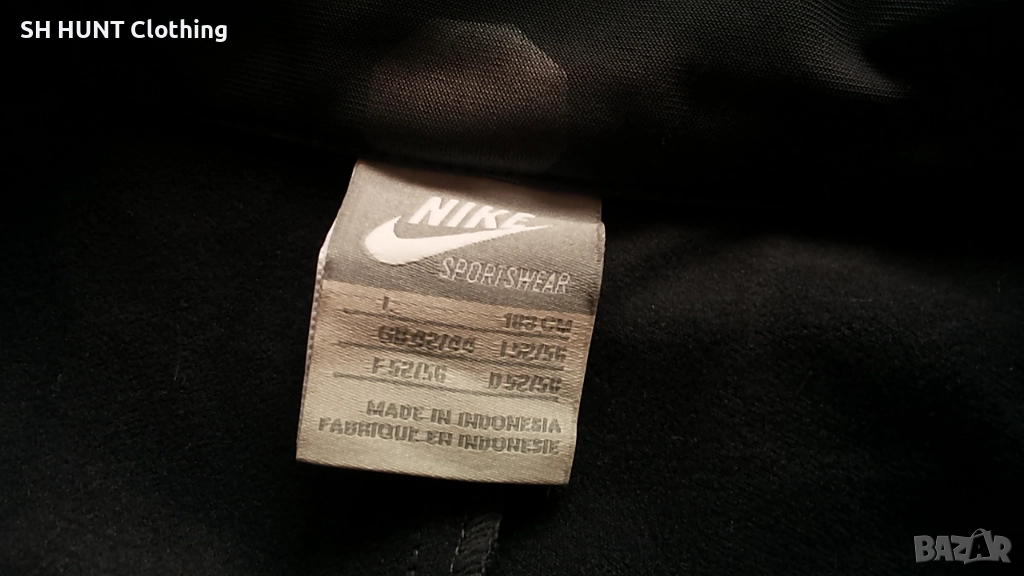 SH HUNT Clothing
NIKE
SPORTSWEAR
L 183 CM
GB 42/44 I 52/56
F 52/56 D 52/56
MADE IN INDONESIA
FABRIQUE EN INDONESIE
BAZAR